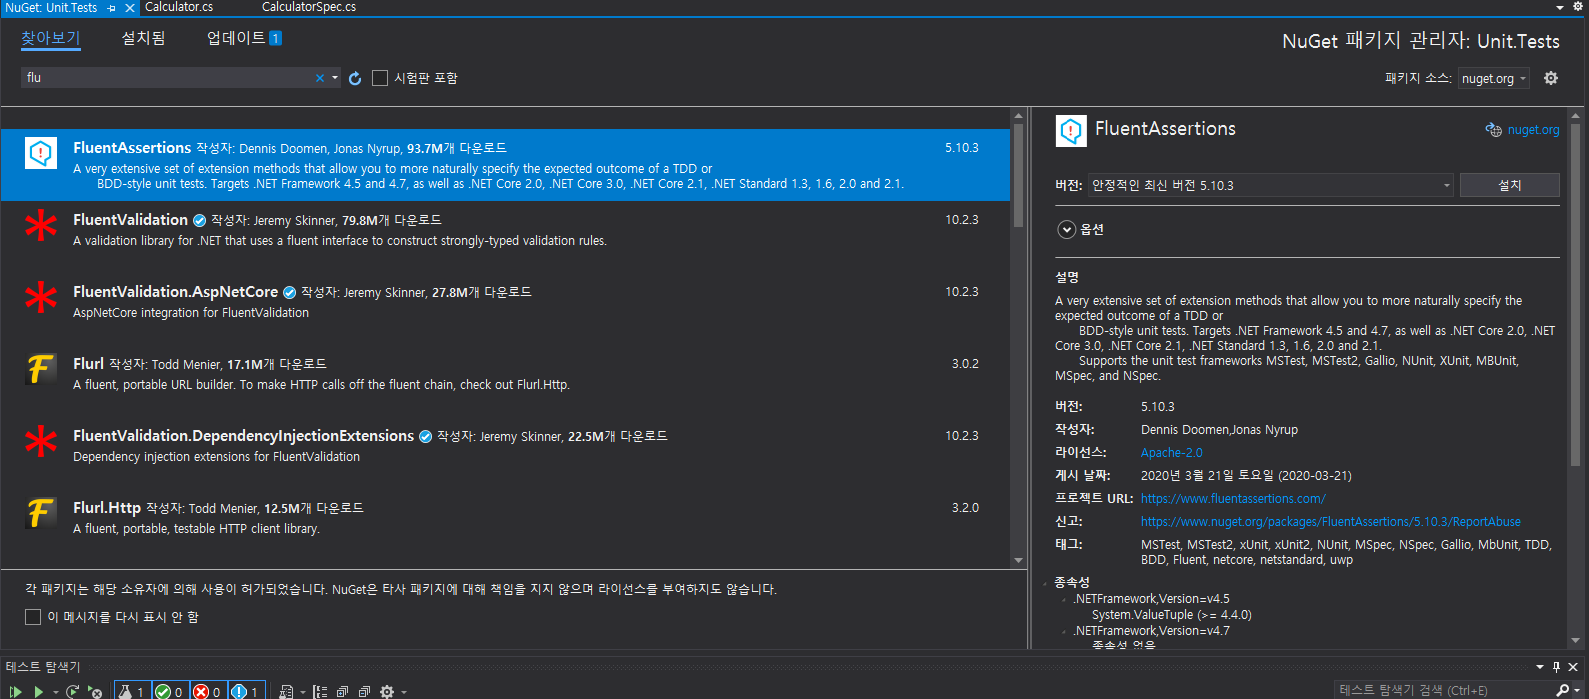 NuGet: Unit.Tests
Calculator.cs
CalculatorSpec.cs
찾아보기
설치됨
업데이트 1
NuGet 패키지 관리자: Unit.Tests
flu
시험판 포함
패키지 소스: nuget.org
FluentAssertions 작성자: Dennis Doomen, Jonas Nyrup, 93.7M개 다운로드
5.10.3
A very extensive set of extension methods that allow you to more naturally specify the expected outcome of a TDD or
BDD-style unit tests. Targets .NET Framework 4.5 and 4.7, as well as .NET Core 2.0, .NET Core 3.0, .NET Core 2.1, .NET Standard 1.3, 1.6, 2.0 and 2.1.
FluentValidation 작성자: Jeremy Skinner, 79.8M개 다운로드
10.2.3
A validation library for .NET that uses a fluent interface to construct strongly-typed validation rules.
FluentValidation.AspNetCore 작성자: Jeremy Skinner, 27.8M개 다운로드
10.2.3
AspNetCore integration for FluentValidation
Flurl 작성자: Todd Menier, 17.1M개 다운로드
3.0.2
A fluent, portable URL builder. To make HTTP calls off the fluent chain, check out Flurl.Http.
FluentValidation.DependencyInjectionExtensions 작성자: Jeremy Skinner, 22.5M개 다운로드
10.2.3
Dependency injection extensions for FluentValidation
Flurl.Http 작성자: Todd Menier, 12.5M개 다운로드
3.2.0
A fluent, portable, testable HTTP client library.
각 패키지는 해당 소유자에 의해 사용이 허가되었습니다. NuGet은 타사 패키지에 대해 책임을 지지 않으며 라이선스를 부여하지도 않습니다.
이 메시지를 다시 표시 안 함
FluentAssertions
nuget.org
버전: 안정적인 최신 버전 5.10.3
설치
옵션
설명
A very extensive set of extension methods that allow you to more naturally specify the
expected outcome of a TDD or
BDD-style unit tests. Targets .NET Framework 4.5 and 4.7, as well as .NET Core 2.0, .NET
Core 3.0, .NET Core 2.1, .NET Standard 1.3, 1.6, 2.0 and 2.1.
Supports the unit test frameworks MSTest, MSTest2, Gallio, NUnit, XUnit, MBUnit,
MSpec, and NSpec.
버전: 5.10.3
작성자: Dennis Doomen,Jonas Nyrup
라이선스: Apache-2.0
게시 날짜: 2020년 3월 21일 토요일 (2020-03-21)
프로젝트 URL: https://www.fluentassertions.com/
신고: https://www.nuget.org/packages/FluentAssertions/5.10.3/ReportAbuse
태그: MSTest, MSTest2, xUnit, xUnit2, NUnit, MSpec, NSpec, Gallio, MbUnit, TDD,
BDD, Fluent, netcore, netstandard, uwp
종속성
.NETFramework,Version=v4.5
System.ValueTuple (>= 4.4.0)
.NETFramework,Version=v4.7
종속성 없음
테스트 탐색기
1
0
0
1
테스트 탐색기 검색 (Ctrl+E)